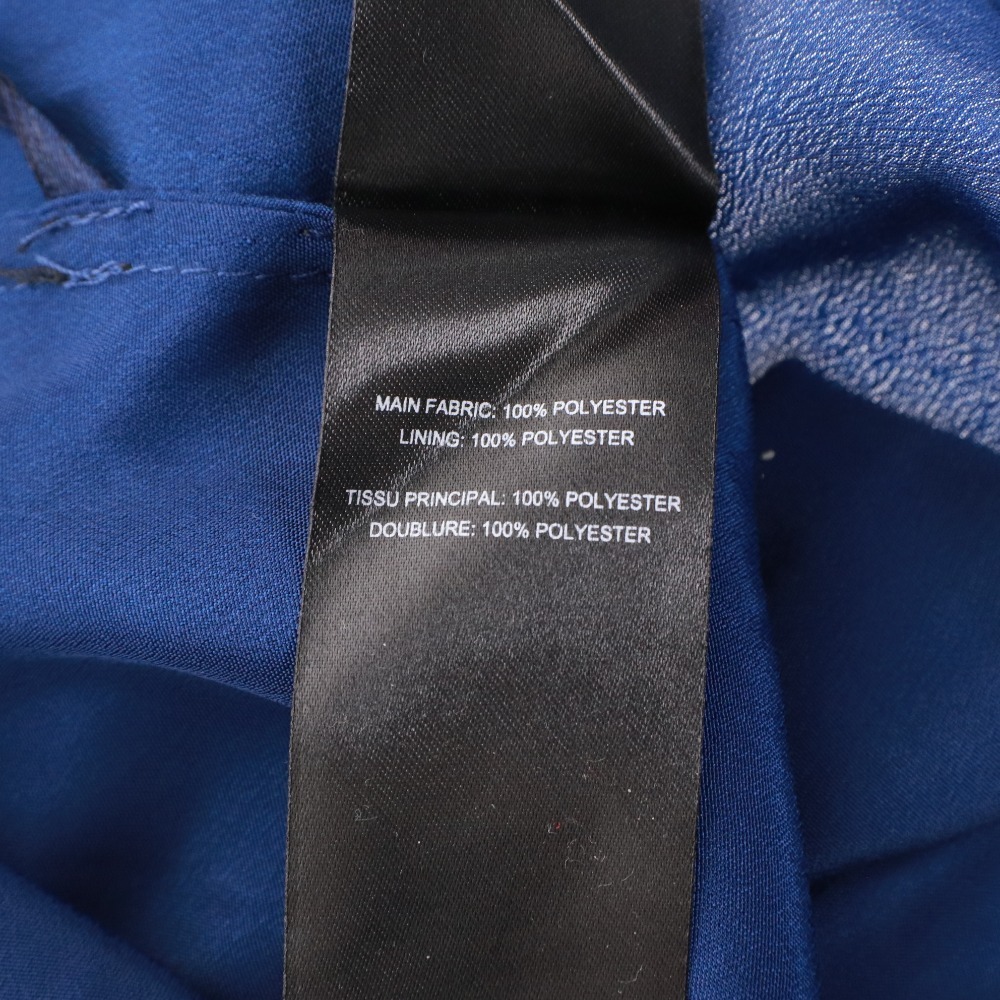 MAIN FABRIC: 100% POLYESTER
LINING: 100% POLYESTER
TISSU PRINCIPAL: 100% POLYESTER
DOUBLURE: 100% POLYESTER